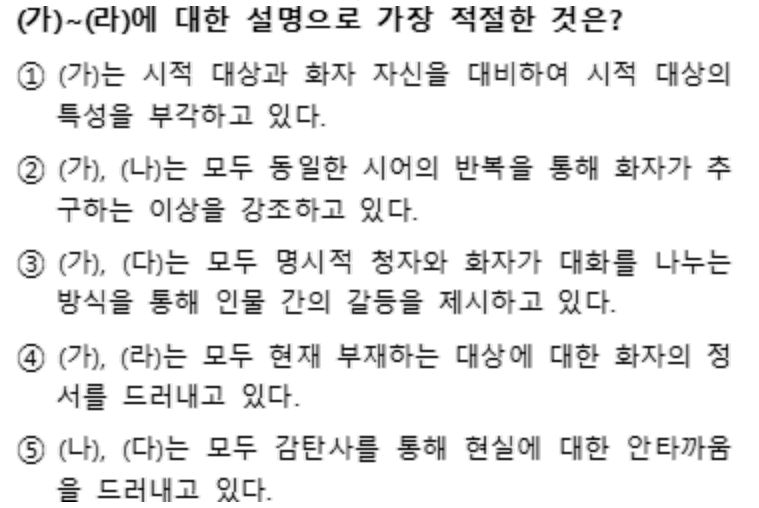 (가)~(라)에 대한 설명으로 가장 적절한 것은?
① (가)는 시적 대상과 화자 자신을 대비하여 시적 대상의
특성을 부각하고 있다.
② (가), (나)는 모두 동일한 시어의 반복을 통해 화자가 추
구하는 이상을 강조하고 있다.
③ (가), (다)는 모두 명시적 청자와 화자가 대화를 나누는
방식을 통해 인물 간의 갈등을 제시하고 있다.
④ (가), (라)는 모두 현재 부재하는 대상에 대한 화자의 정
서를 드러내고 있다.
⑤ (나), (다)는 모두 감탄사를 통해 현실에 대한 안타까움
을 드러내고 있다.